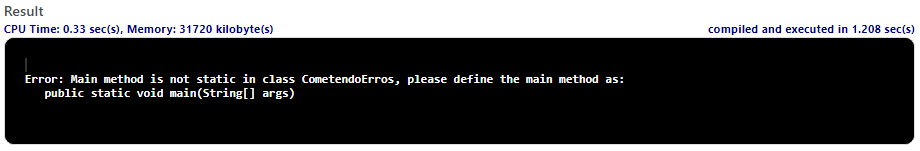 Result
CPU Time: 0.33 sec(s), Memory: 31720 kilobyte(s) compiled and executed in 1.208 sec(s)
Error: Main method is not static in class CometendoErros, please define the main method as:
public static void main(String[] args)